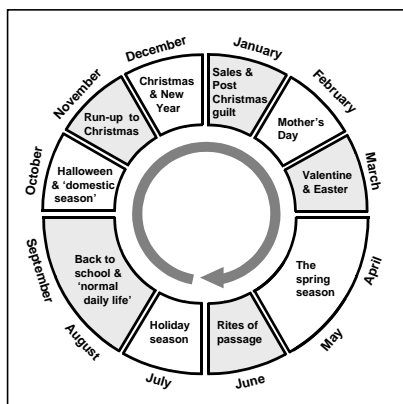 January
Sales &
Post
Christmas
guilt
February
Mother's
Day
March
Valentine
& Easter
April
May
The
spring
season
June
Rites of
passage
July
Holiday
season
August
September
Back to
school &
'normal
daily life'
October
Halloween
& 'domestic
season'
November
Run-up to
Christmas
December
Christmas
& New
Year